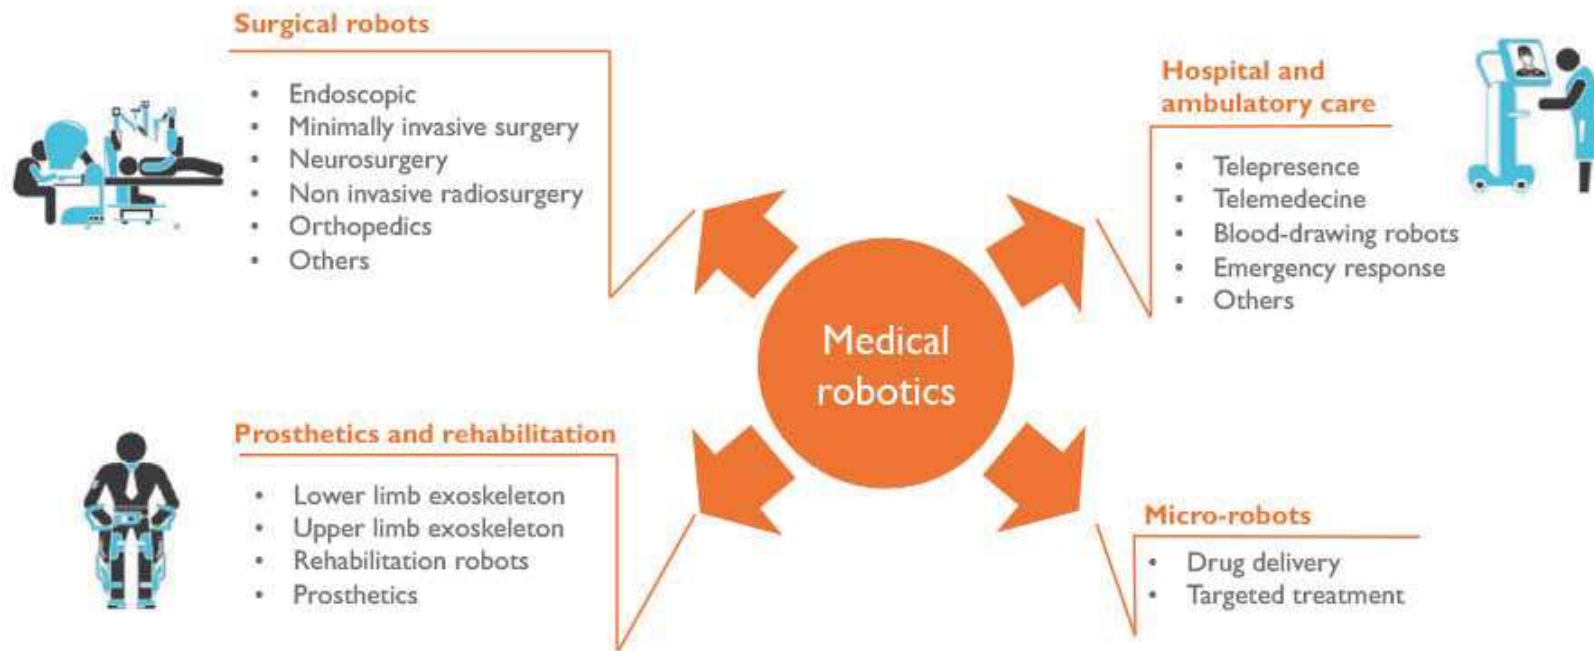 Surgical robots
• Endoscopic
• Minimally invasive surgery
• Neurosurgery
• Non invasive radiosurgery
• Orthopedics
• Others
Hospital and
ambulatory care
• Telepresence
• Telemedecine
• Blood-drawing robots
• Emergency response
• Others
Medical
robotics
Prosthetics and rehabilitation
• Lower limb exoskeleton
• Upper limb exoskeleton
• Rehabilitation robots
• Prosthetics
Micro-robots
• Drug delivery
• Targeted treatment